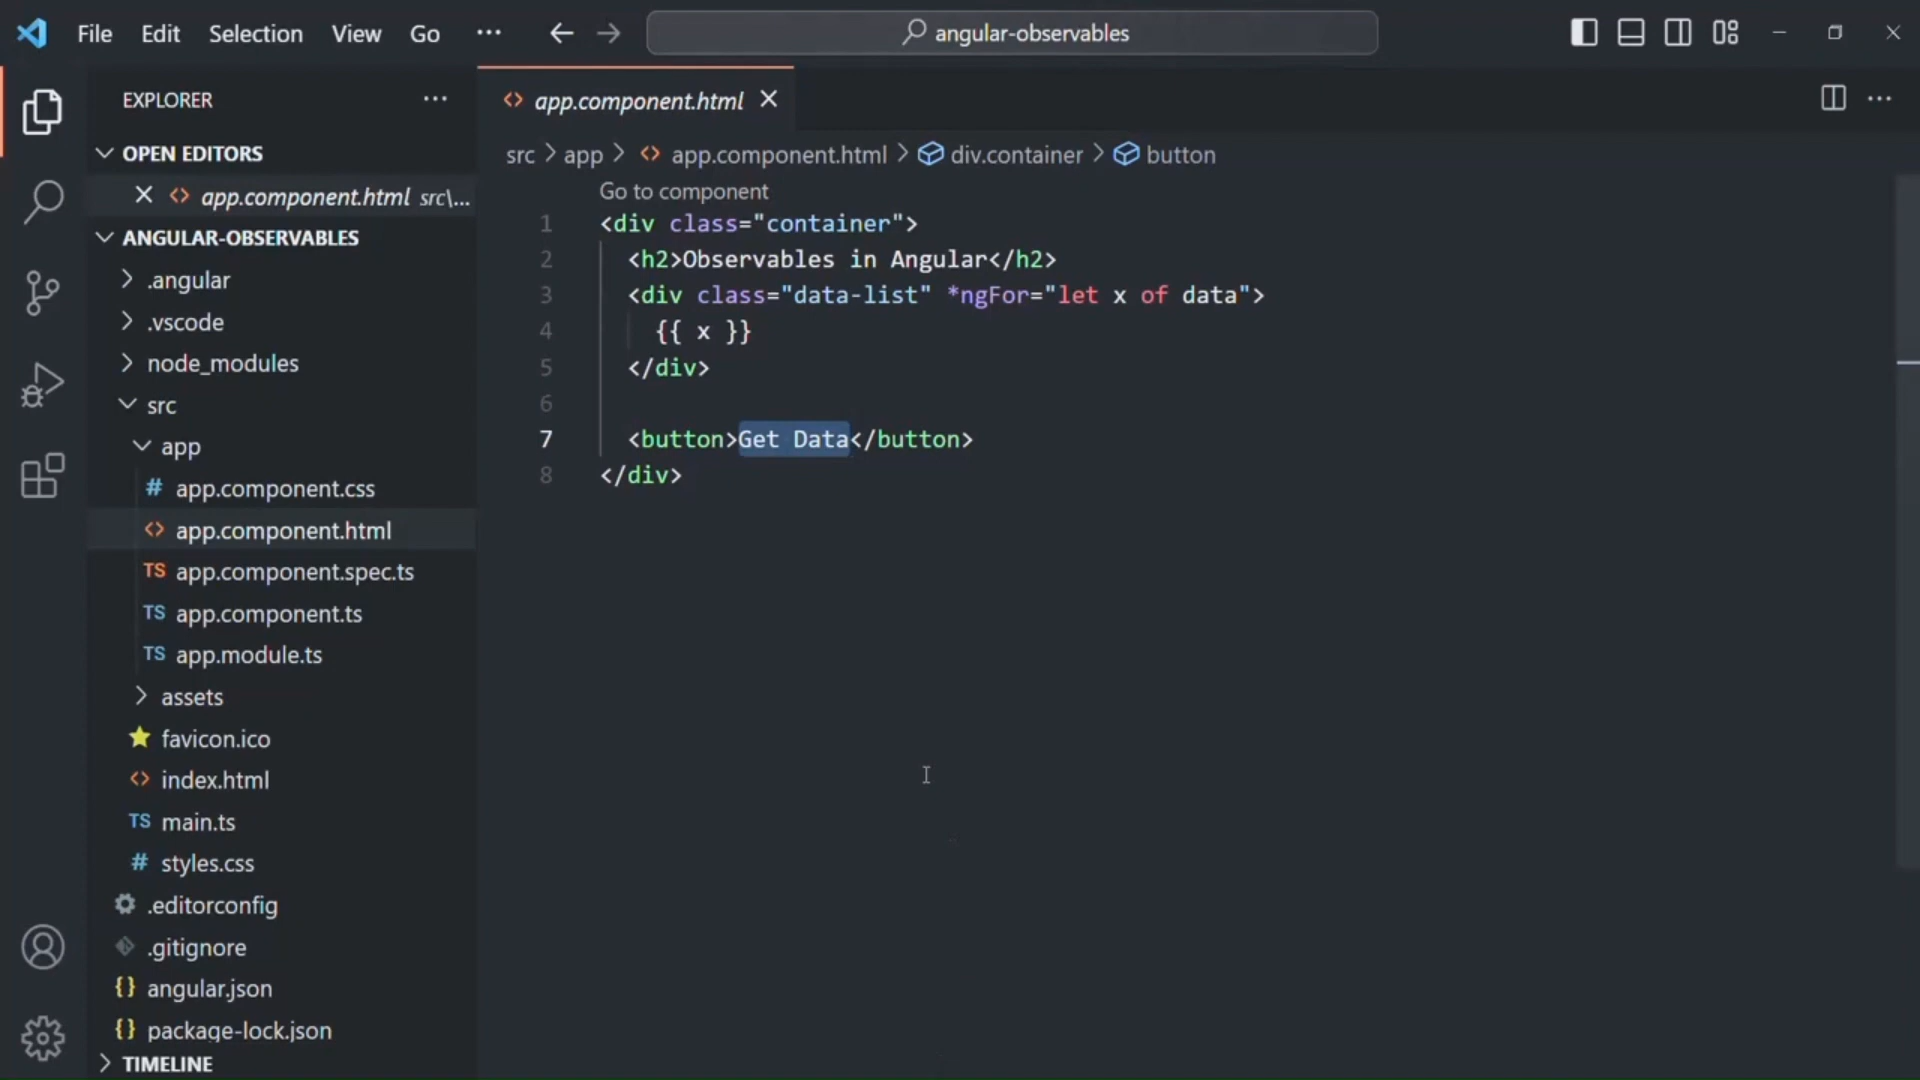 File Edit Selection View Go ··· angular-observables
EXPLORER ···
OPEN EDITORS
app.component.html src\...
ANGULAR-OBSERVABLES
.angular
.vscode
node_modules
src
app
# app.component.css
<> app.component.html
TS app.component.spec.ts
TS app.component.ts
TS app.module.ts
assets
favicon.ico
<> index.html
TS main.ts
# styles.css
.editorconfig
.gitignore
{} angular.json
{} package-lock.json
TIMELINE
<> app.component.html
src > app > <> app.component.html > div.container > button
Go to component
1 <div class="container">
2 <h2>Observables in Angular</h2>
3 <div class="data-list" *ngFor="let x of data">
4 {{ x }}
5 </div>
6
7 <button>Get Data</button>
8 </div>